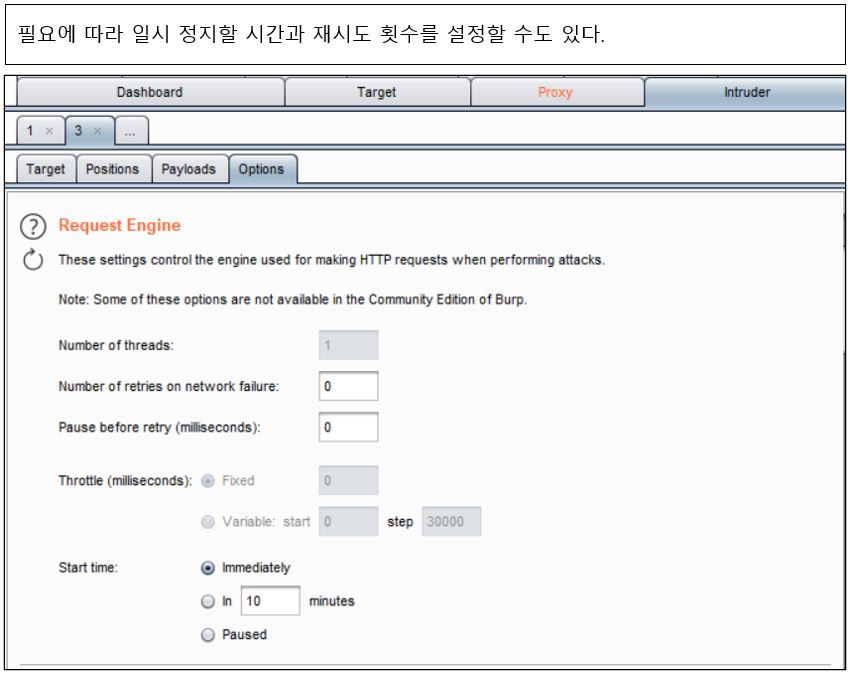 필요에 따라 일시 정지할 시간과 재시도 횟수를 설정할 수도 있다.
Dashboard Target Proxy Intruder
1 × 3 × ...
Target Positions Payloads Options
? Request Engine
These settings control the engine used for making HTTP requests when performing attacks.
Note: Some of these options are not available in the Community Edition of Burp.
Number of threads: 1
Number of retries on network failure: 0
Pause before retry (milliseconds): 0
Throttle (milliseconds): Fixed 0
Variable: start 0 step 30000
Start time: Immediately
In 10 minutes
Paused